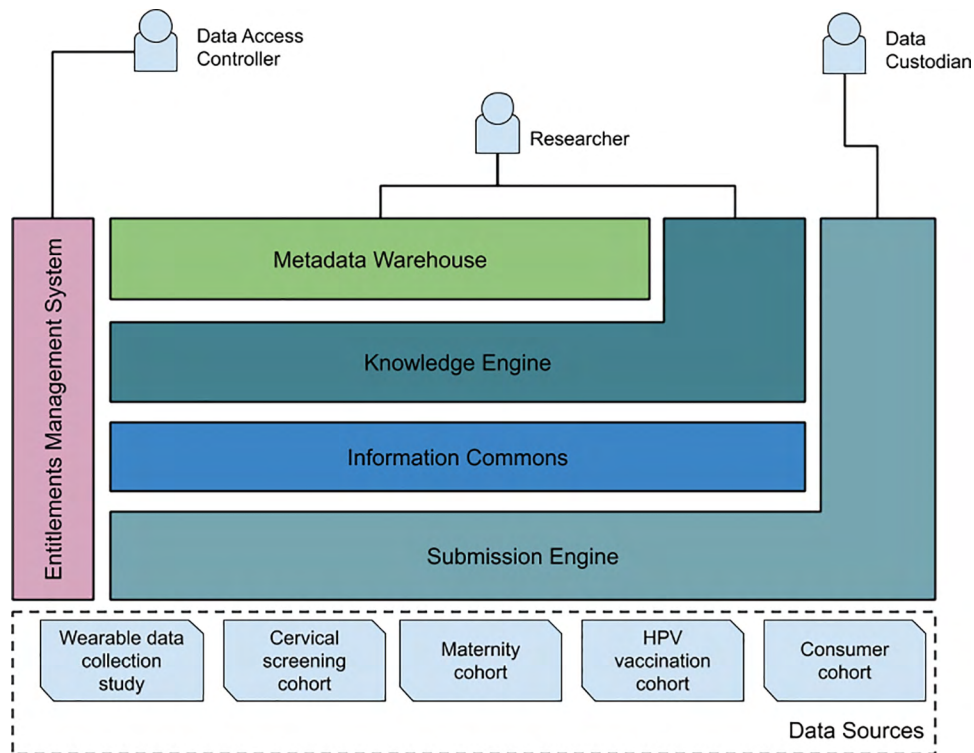 Data Access
Controller
Data
Custodian
Researcher
Entitlements Management System
Metadata Warehouse
Knowledge Engine
Information Commons
Submission Engine
Wearable data
collection
study
Cervical
screening
cohort
Maternity
cohort
HPV
vaccination
cohort
Consumer
cohort
Data Sources